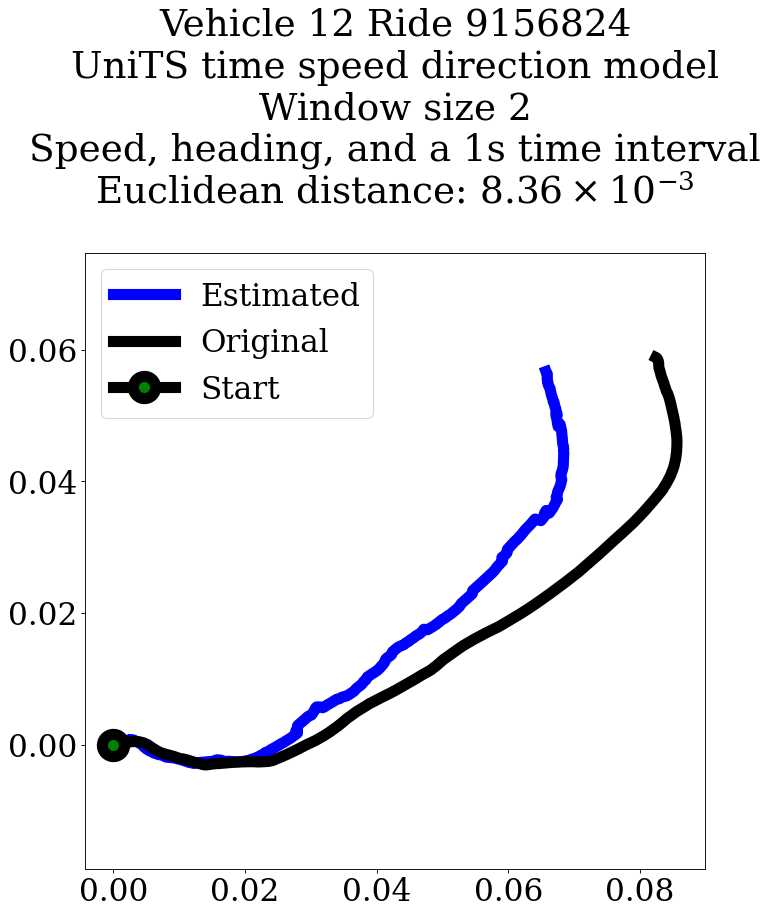 Vehicle 12 Ride 9156824
UniTS time speed direction model
Window size 2
Speed, heading, and a 1s time interval
Euclidean distance: 8.36 × 10⁻³
Estimated
Original
Start
0.06
0.04
0.02
0.00
0.00 0.02 0.04 0.06 0.08